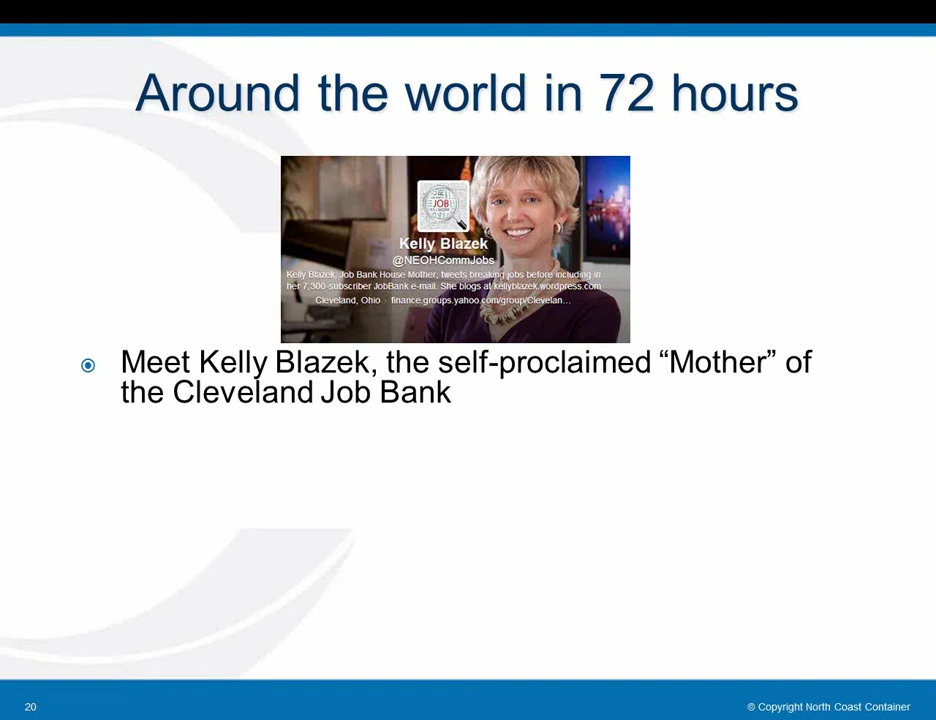 Around the world in 72 hours
JOB
Kelly Blazek
@NEOHCommJobs
Kelly Blazek, Job Bank House Mother, tweets breaking jobs before including in
her 7,300-subscriber JobBank e-mail. She blogs at kellyblazek.wordpress.com
Cleveland, Ohio · finance.groups.yahoo.com/group/Clevelan...
Meet Kelly Blazek, the self-proclaimed “Mother” of
the Cleveland Job Bank
20
© Copyright North Coast Container